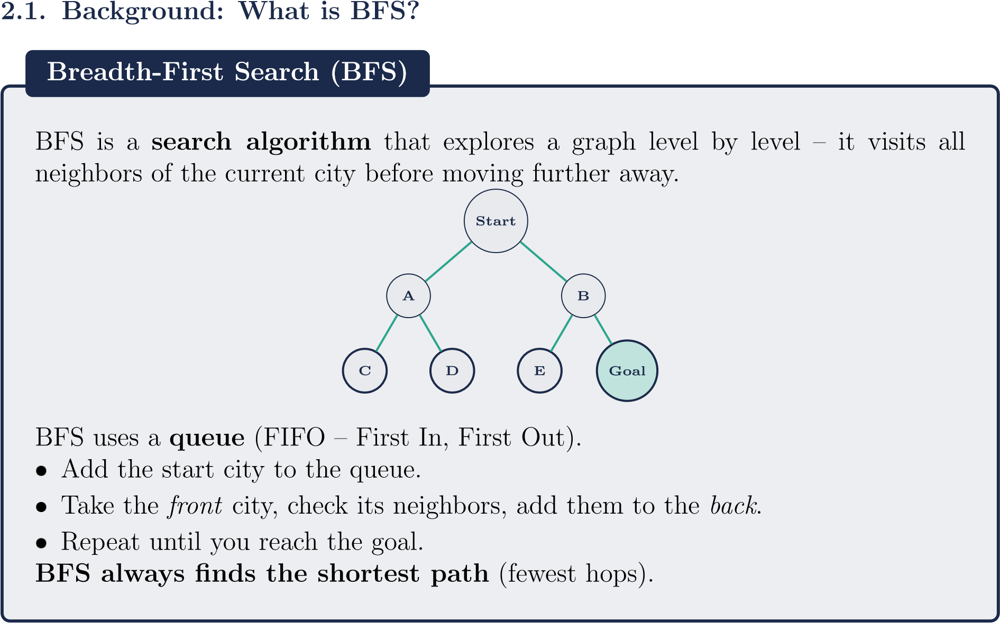 2.1. Background: What is BFS?
Breadth-First Search (BFS)
BFS is a search algorithm that explores a graph level by level – it visits all
neighbors of the current city before moving further away.
Start
A B
C D E Goal
BFS uses a queue (FIFO – First In, First Out).
• Add the start city to the queue.
• Take the front city, check its neighbors, add them to the back.
• Repeat until you reach the goal.
BFS always finds the shortest path (fewest hops).